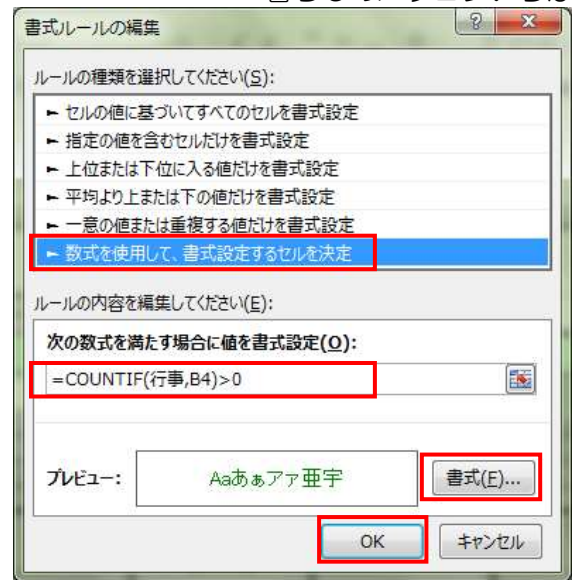 書式ルールの編集
ルールの種類を選択してください(S):
► セルの値に基づいてすべてのセルを書式設定
► 指定の値を含むセルだけを書式設定
► 上位または下位に入る値だけを書式設定
► 平均より上または下の値だけを書式設定
► 一意の値または重複する値だけを書式設定
► 数式を使用して、書式設定するセルを決定
ルールの内容を編集してください(E):
次の数式を満たす場合に値を書式設定(O):
=COUNTIF(行事,B4)>0
プレビュー: Aaあぁアァ亜宇 書式(F)...
OK キャンセル